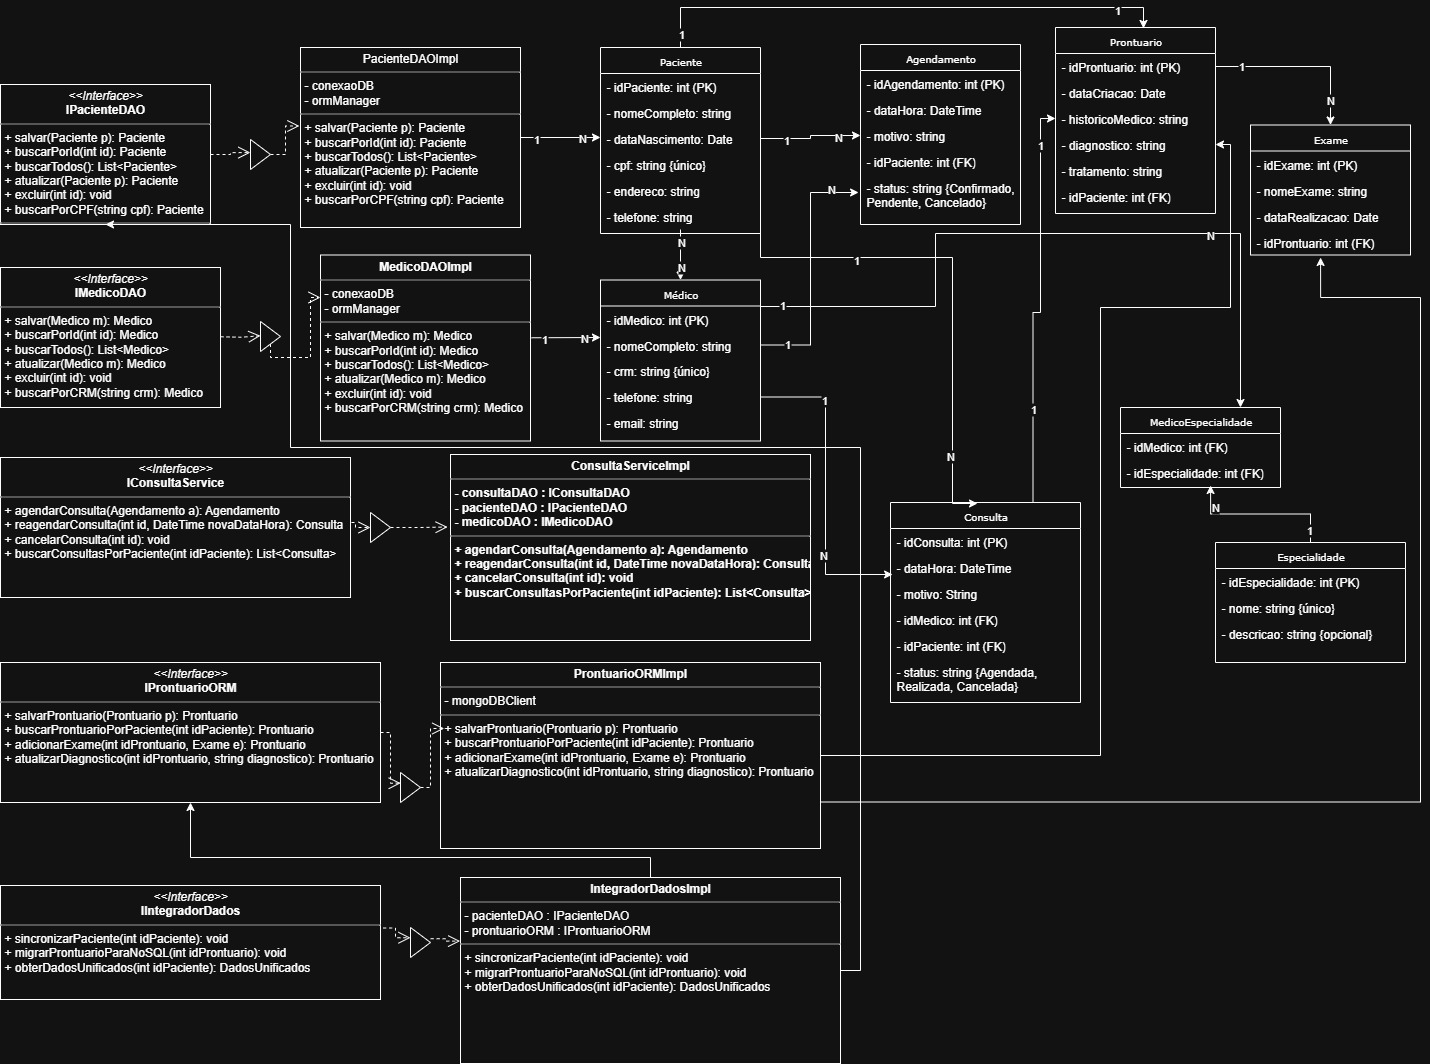 <<Interface>>
IPacienteDAO
+ salvar(Paciente p): Paciente
+ buscarPorId(int id): Paciente
+ buscarTodos(): List<Paciente>
+ atualizar(Paciente p): Paciente
+ excluir(int id): void
+ buscarPorCPF(string cpf): Paciente
PacienteDAOImpl
- conexaoDB
- ormManager
+ salvar(Paciente p): Paciente
+ buscarPorId(int id): Paciente
+ buscarTodos(): List<Paciente>
+ atualizar(Paciente p): Paciente
+ excluir(int id): void
+ buscarPorCPF(string cpf): Paciente
1
N
1
1
Paciente
- idPaciente: int (PK)
- nomeCompleto: string
- dataNascimento: Date
- cpf: string {único}
- endereco: string
- telefone: string
1
N
Agendamento
- idAgendamento: int (PK)
- dataHora: DateTime
- motivo: string
- idPaciente: int (FK)
- status: string {Confirmado,
Pendente, Cancelado}
Prontuario
- idProntuario: int (PK)
- dataCriacao: Date
- historicoMedico: string
- diagnostico: string
- tratamento: string
- idPaciente: int (FK)
1
N
Exame
- idExame: int (PK)
- nomeExame: string
- dataRealizacao: Date
- idProntuario: int (FK)
N
N
1
N
<<Interface>>
IMedicoDAO
+ salvar(Medico m): Medico
+ buscarPorId(int id): Medico
+ buscarTodos(): List<Medico>
+ atualizar(Medico m): Medico
+ excluir(int id): void
+ buscarPorCRM(string crm): Medico
MedicoDAOImpl
- conexaoDB
- ormManager
+ salvar(Medico m): Medico
+ buscarPorId(int id): Medico
+ buscarTodos(): List<Medico>
+ atualizar(Medico m): Medico
+ excluir(int id): void
+ buscarPorCRM(string crm): Medico
1
N
Médico
- idMedico: int (PK)
- nomeCompleto: string
- crm: string {único}
- telefone: string
- email: string
1
N
1
N
1
N
1
1
MedicoEspecialidade
- idMedico: int (FK)
- idEspecialidade: int (FK)
N
1
Especialidade
- idEspecialidade: int (PK)
- nome: string {único}
- descricao: string {opcional}
<<Interface>>
IConsultaService
+ agendarConsulta(Agendamento a): Agendamento
+ reagendarConsulta(int id, DateTime novaDataHora): Consulta
+ cancelarConsulta(int id): void
+ buscarConsultasPorPaciente(int idPaciente): List<Consulta>
ConsultaServiceImpl
- consultaDAO : IConsultaDAO
- pacienteDAO : IPacienteDAO
- medicoDAO : IMedicoDAO
+ agendarConsulta(Agendamento a): Agendamento
+ reagendarConsulta(int id, DateTime novaDataHora): Consulta
+ cancelarConsulta(int id): void
+ buscarConsultasPorPaciente(int idPaciente): List<Consulta>
Consulta
- idConsulta: int (PK)
- dataHora: DateTime
- motivo: String
- idMedico: int (FK)
- idPaciente: int (FK)
- status: string {Agendada,
Realizada, Cancelada}
<<Interface>>
IProntuarioORM
+ salvarProntuario(Prontuario p): Prontuario
+ buscarProntuarioPorPaciente(int idPaciente): Prontuario
+ adicionarExame(int idProntuario, Exame e): Prontuario
+ atualizarDiagnostico(int idProntuario, string diagnostico): Prontuario
ProntuarioORMImpl
- mongoDBClient
+ salvarProntuario(Prontuario p): Prontuario
+ buscarProntuarioPorPaciente(int idPaciente): Prontuario
+ adicionarExame(int idProntuario, Exame e): Prontuario
+ atualizarDiagnostico(int idProntuario, string diagnostico): Prontuario
<<Interface>>
IIntegradorDados
+ sincronizarPaciente(int idPaciente): void
+ migrarProntuarioParaNoSQL(int idProntuario): void
+ obterDadosUnificados(int idPaciente): DadosUnificados
IntegradorDadosImpl
- pacienteDAO : IPacienteDAO
- prontuarioORM : IProntuarioORM
+ sincronizarPaciente(int idPaciente): void
+ migrarProntuarioParaNoSQL(int idProntuario): void
+ obterDadosUnificados(int idPaciente): DadosUnificados